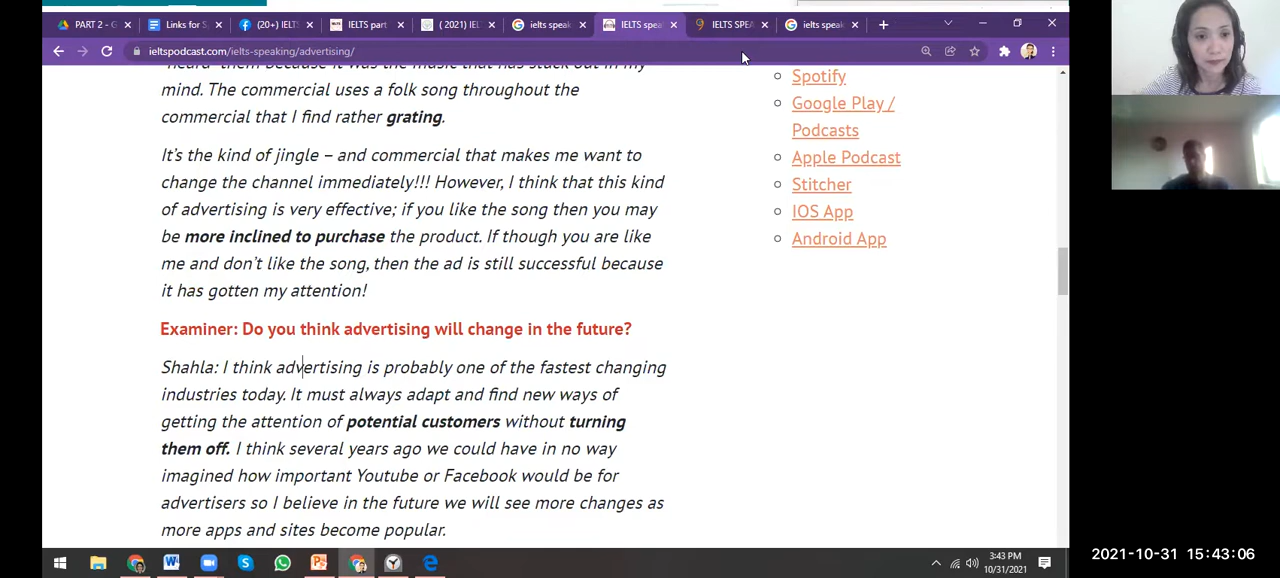 PART 2 - G
Links for S
(20+) IELT
IELTS part
( 2021) IEL
ielts speak
IELTS spea
IELTS SPEA
ielts speak
ieltspodcast.com/ielts-speaking/advertising/
"heard" them because it was the music that has stuck out in my
mind. The commercial uses a folk song throughout the
commercial that I find rather grating.
It's the kind of jingle – and commercial that makes me want to
change the channel immediately!!! However, I think that this kind
of advertising is very effective; if you like the song then you may
be more inclined to purchase the product. If though you are like
me and don't like the song, then the ad is still successful because
it has gotten my attention!
Examiner: Do you think advertising will change in the future?
Shahla: I think advertising is probably one of the fastest changing
industries today. It must always adapt and find new ways of
getting the attention of potential customers without turning
them off. I think several years ago we could have in no way
imagined how important Youtube or Facebook would be for
advertisers so I believe in the future we will see more changes as
more apps and sites become popular.
Spotify
Google Play /
Podcasts
Apple Podcast
Stitcher
IOS App
Android App
3:43 PM
10/31/2021
2021-10-31 15:43:06